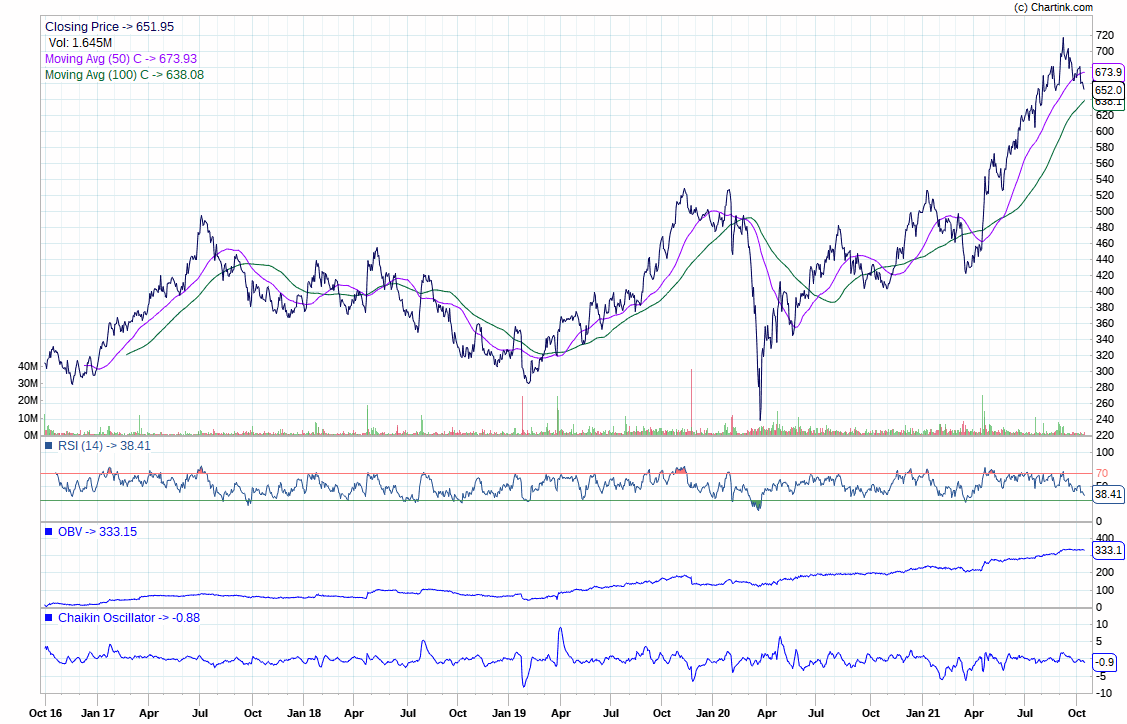 (c) Chartink.com
Closing Price -> 651.95
Vol: 1.645M
Moving Avg (50) C -> 673.93
Moving Avg (100) C -> 638.08
720
700
673.9
652.0
638.1
620
600
580
560
540
520
500
480
460
440
420
400
380
360
340
320
300
280
260
240
220
40M
30M
20M
10M
0M
RSI (14) -> 38.41
100
70
50
38.41
0
OBV -> 333.15
400
333.1
200
100
0
Chaikin Oscillator -> -0.88
10
5
-0.9
-5
-10
Oct 16 Jan 17 Apr Jul Oct Jan 18 Apr Jul Oct Jan 19 Apr Jul Oct Jan 20 Apr Jul Oct Jan 21 Apr Jul Oct